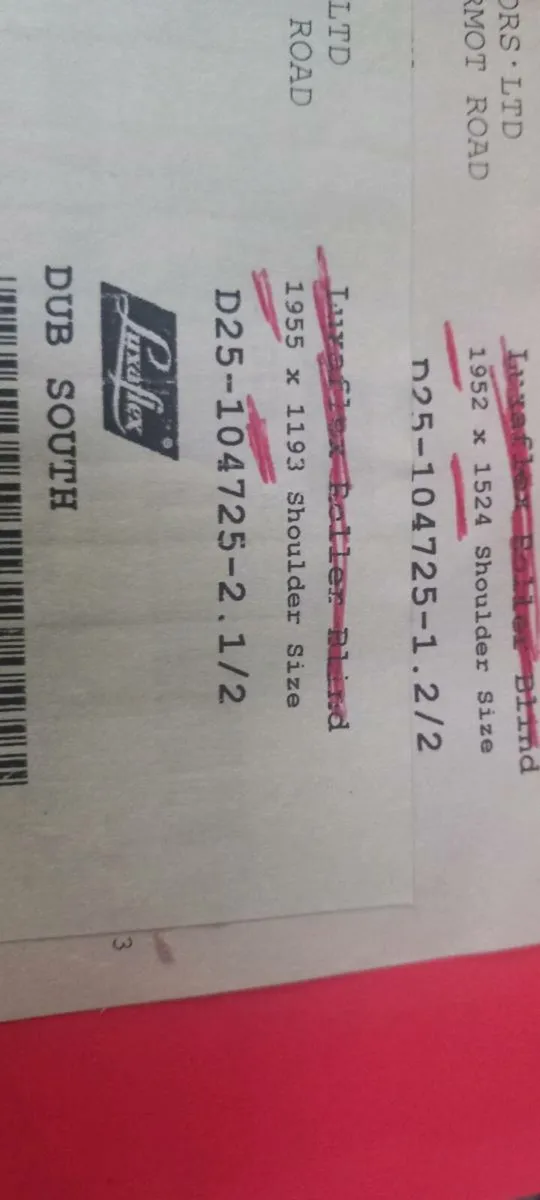 ORS·LTD
RMOT ROAD
Luxaflex Roller Blind
1952 x 1524 Shoulder Size
D25-104725-1.2/2
LTD
ROAD
Luxaflex Roller Blind
1955 x 1193 Shoulder Size
D25-104725-2.1/2
Luxaflex ®
DUB SOUTH
3